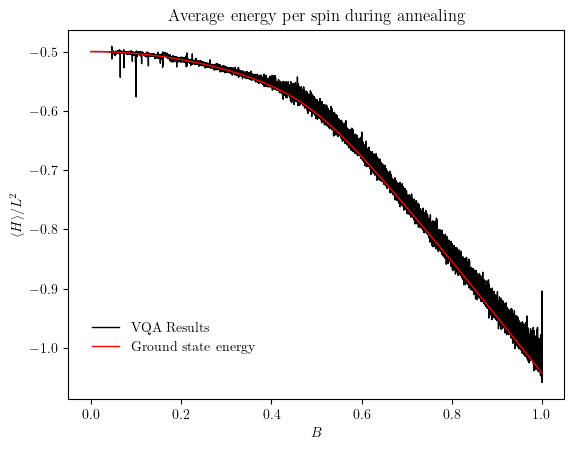 Average energy per spin during annealing
−0.5
−0.6
−0.7
−0.8
−0.9
−1.0
⟨H⟩/L²
VQA Results
Ground state energy
0.0 0.2 0.4 0.6 0.8 1.0
B